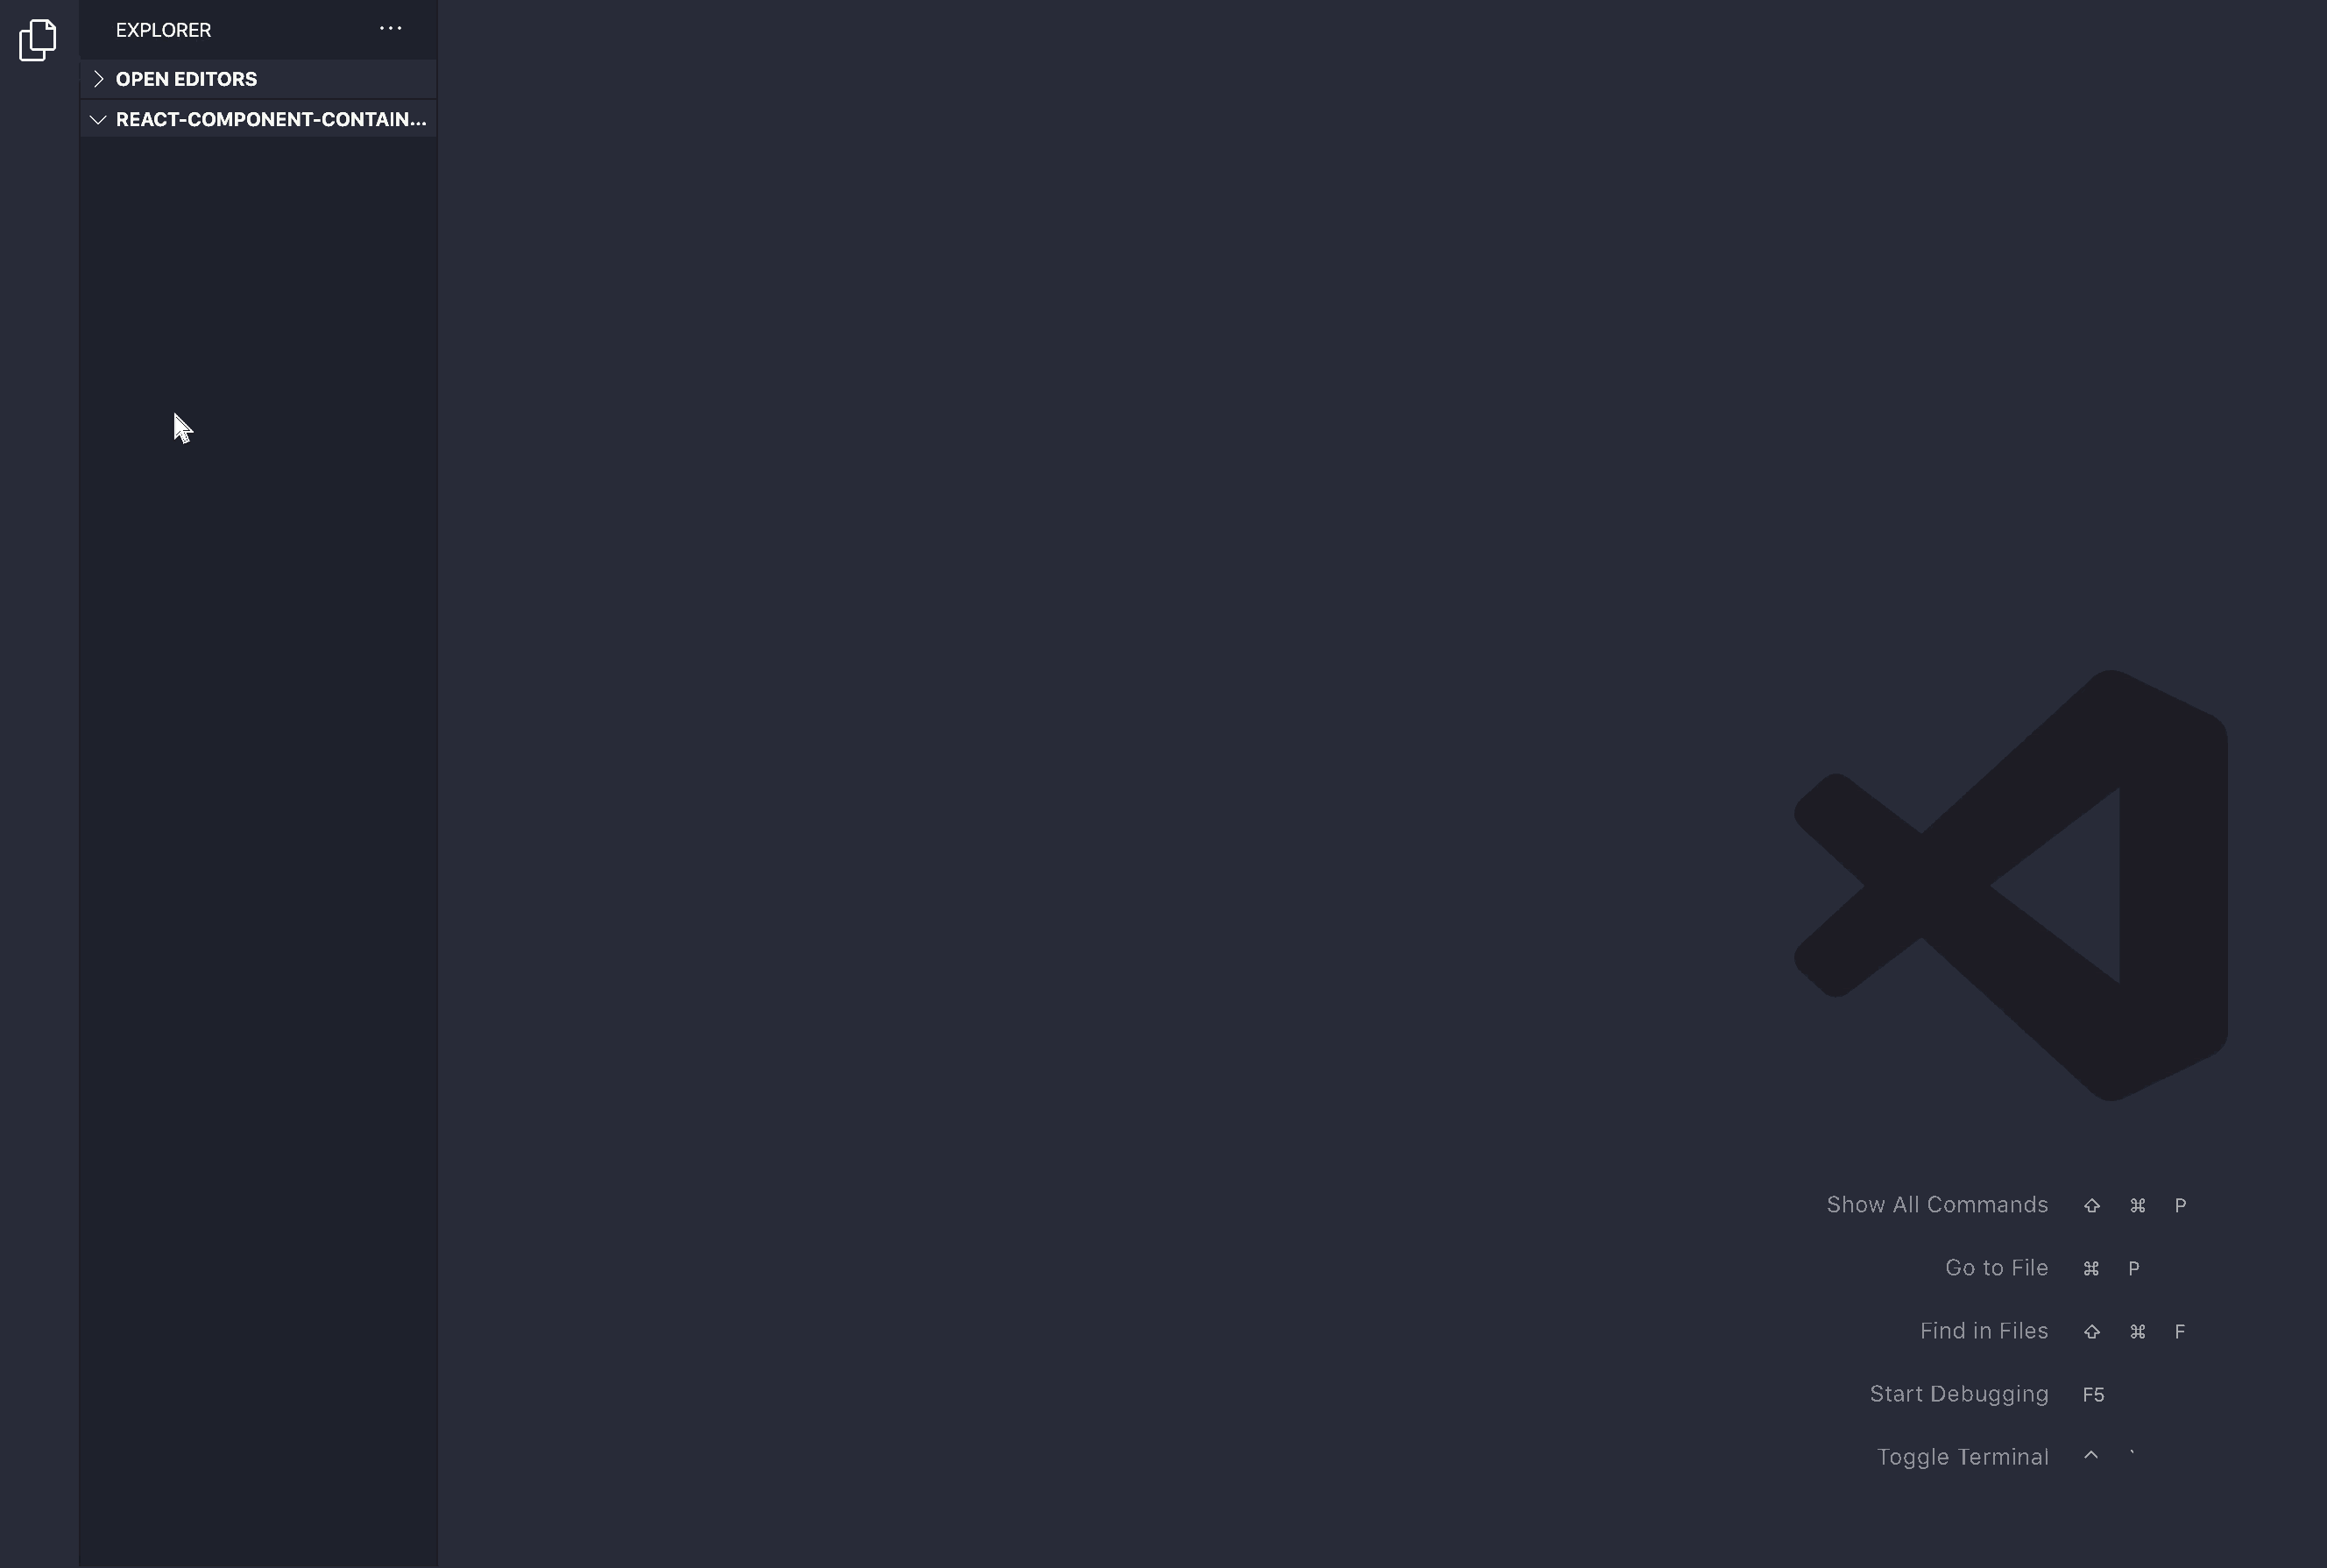 EXPLORER ...
OPEN EDITORS
REACT-COMPONENT-CONTAIN...
Show All Commands ⇧ ⌘ P
Go to File ⌘ P
Find in Files ⇧ ⌘ F
Start Debugging F5
Toggle Terminal ^ `